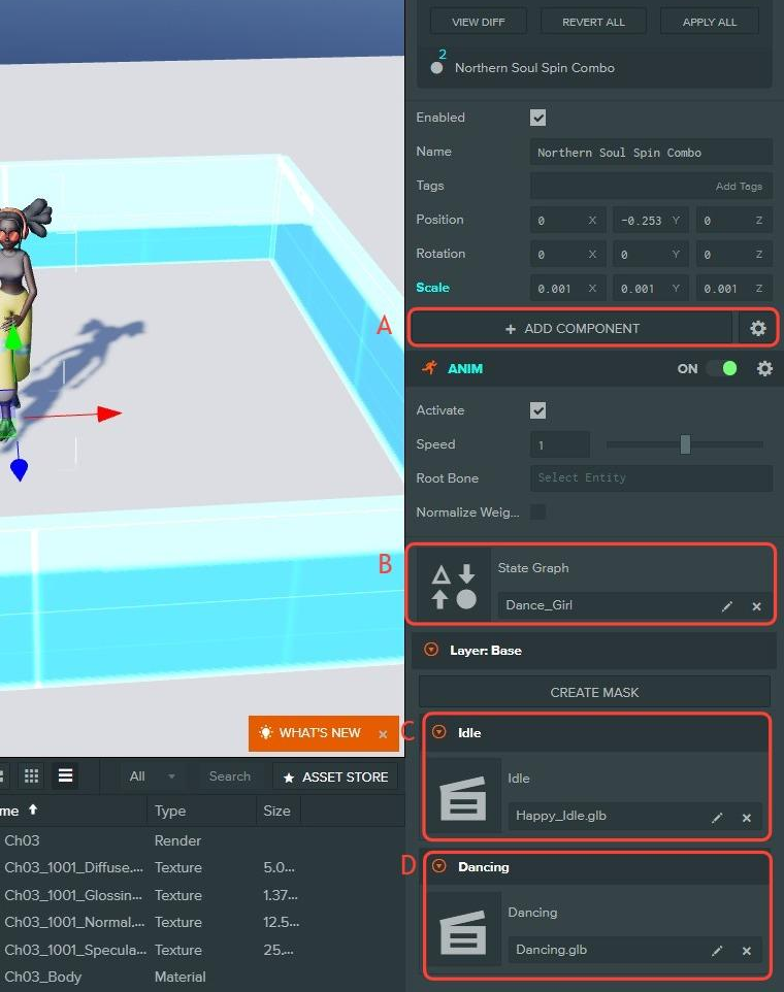 VIEW DIFF REVERT ALL APPLY ALL
2
Northern Soul Spin Combo
Enabled
Name Northern Soul Spin Combo
Tags Add Tags
Position 0 X -0.253 Y 0 Z
Rotation 0 X 0 Y 0 Z
Scale 0.001 X 0.001 Y 0.001 Z
A
+ ADD COMPONENT
ANIM ON
Activate
Speed 1
Root Bone Select Entity
Normalize Weig...
B
State Graph
Dance_Girl
Layer: Base
CREATE MASK
C
Idle
Idle
Happy_Idle.glb
D
Dancing
Dancing
Dancing.glb
WHAT'S NEW
All Search ASSET STORE
me Type Size
Ch03 Render
Ch03_1001_Diffuse.... Texture 5.0...
Ch03_1001_Glossin... Texture 1.37...
Ch03_1001_Normal.... Texture 12.5...
Ch03_1001_Specula... Texture 25,...
Ch03_Body Material